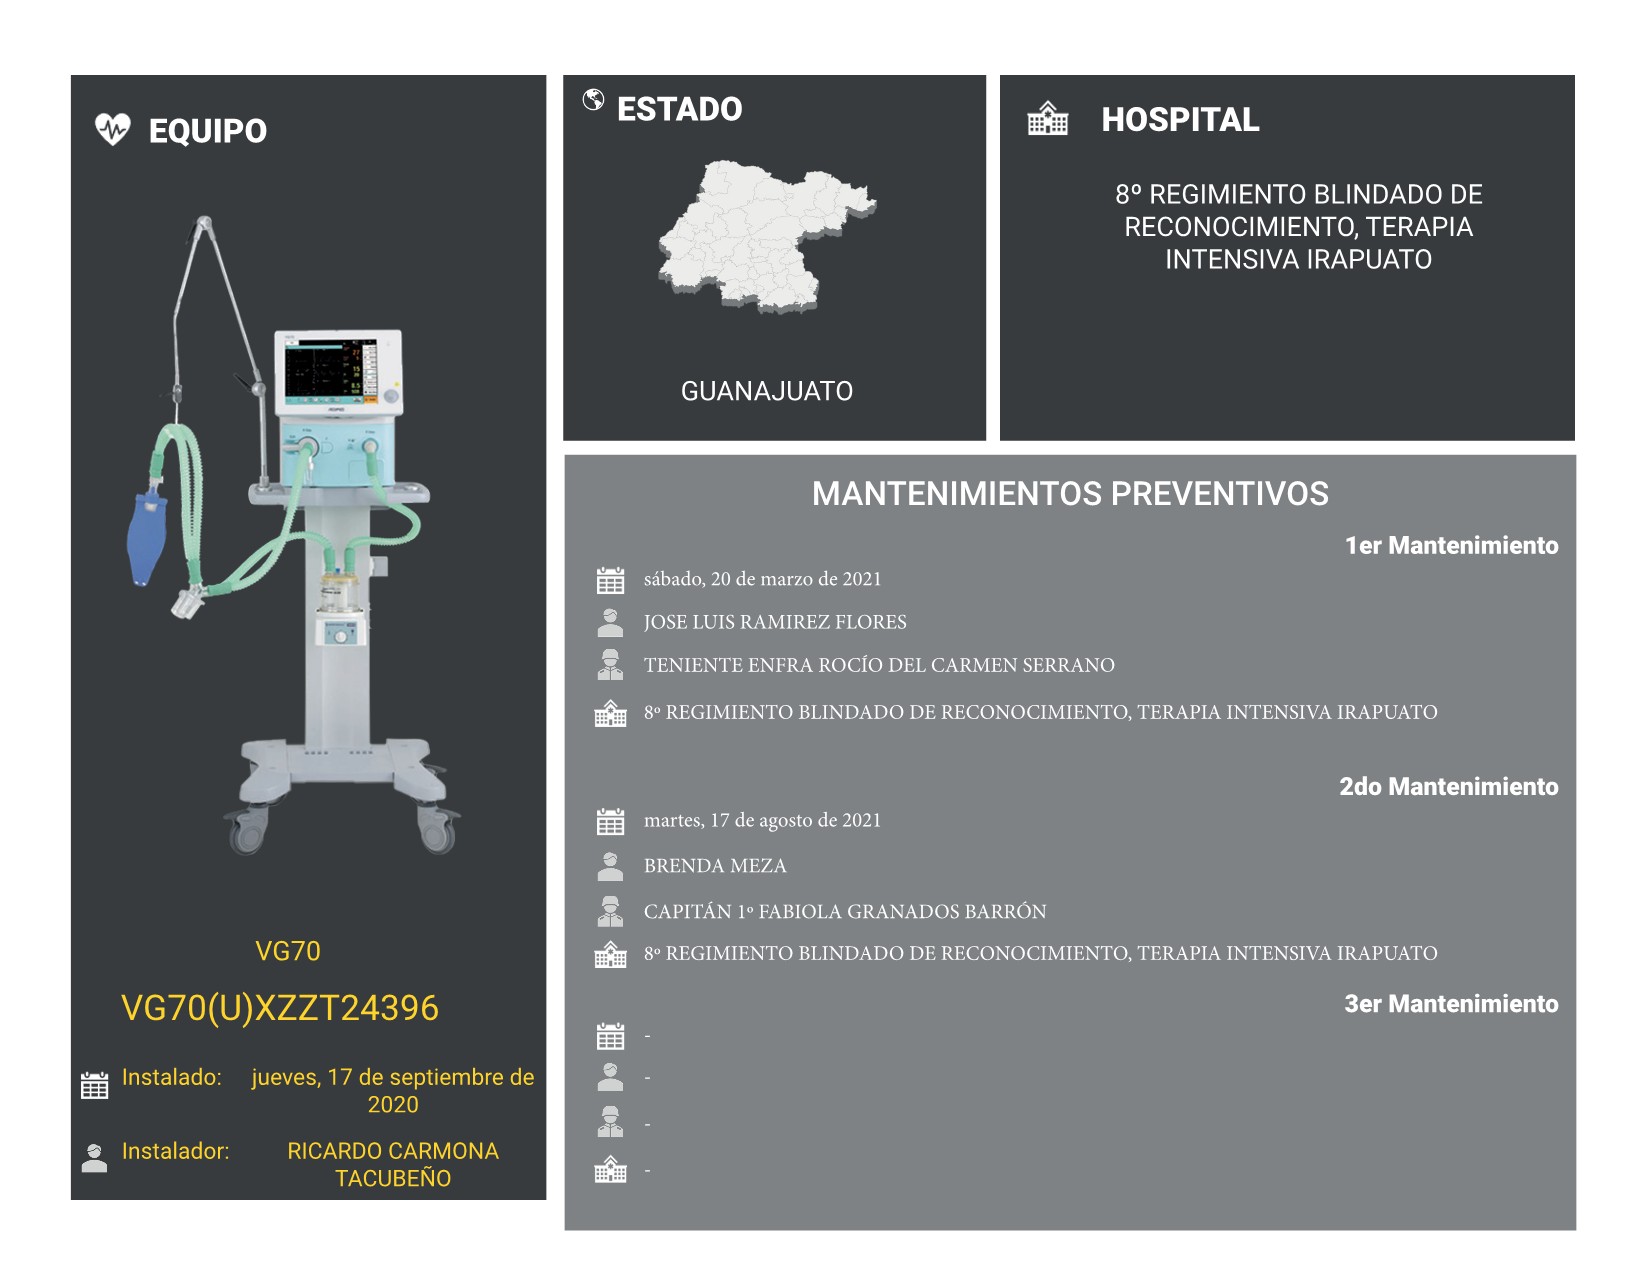 EQUIPO
VG70
VG70(U)XZZT24396
Instalado: jueves, 17 de septiembre de
2020
Instalador: RICARDO CARMONA
TACUBEÑO
ESTADO
GUANAJUATO
HOSPITAL
8º REGIMIENTO BLINDADO DE
RECONOCIMIENTO, TERAPIA
INTENSIVA IRAPUATO
MANTENIMIENTOS PREVENTIVOS
1er Mantenimiento
sábado, 20 de marzo de 2021
JOSE LUIS RAMIREZ FLORES
TENIENTE ENFRA ROCÍO DEL CARMEN SERRANO
8º REGIMIENTO BLINDADO DE RECONOCIMIENTO, TERAPIA INTENSIVA IRAPUATO
2do Mantenimiento
martes, 17 de agosto de 2021
BRENDA MEZA
CAPITÁN 1º FABIOLA GRANADOS BARRÓN
8º REGIMIENTO BLINDADO DE RECONOCIMIENTO, TERAPIA INTENSIVA IRAPUATO
3er Mantenimiento
-
-
-
-